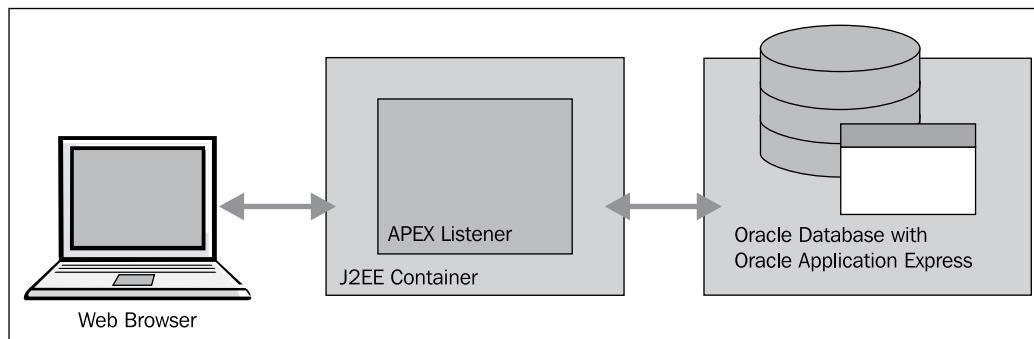 Web Browser
APEX Listener
J2EE Container
Oracle Database with
Oracle Application Express